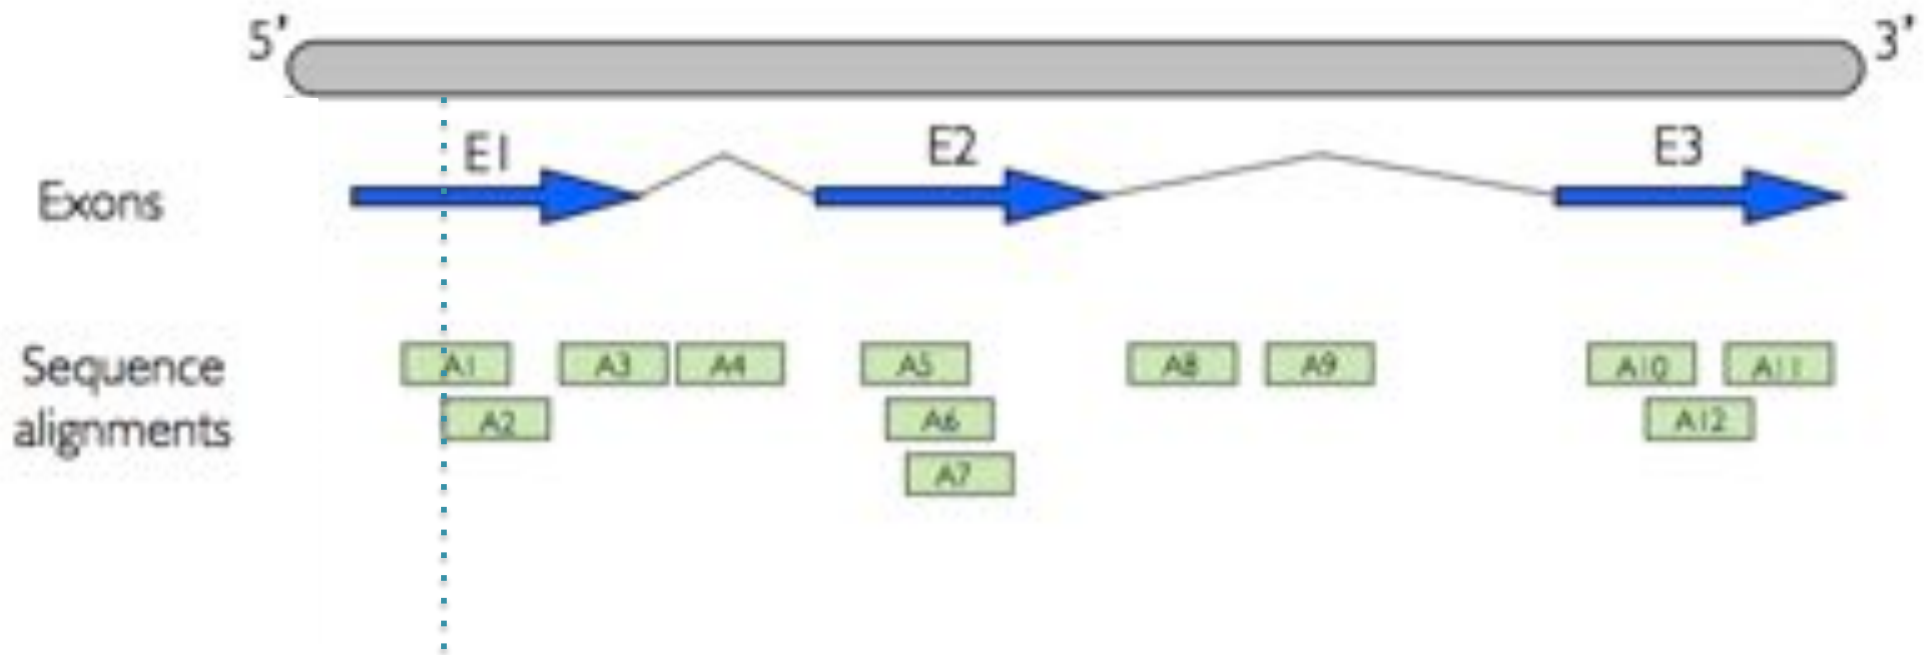 5' 3'
E1 E2 E3
Exons
A1 A3 A4 A5 A8 A9 A10 A11
Sequence
A2 A6 A12
alignments
A7